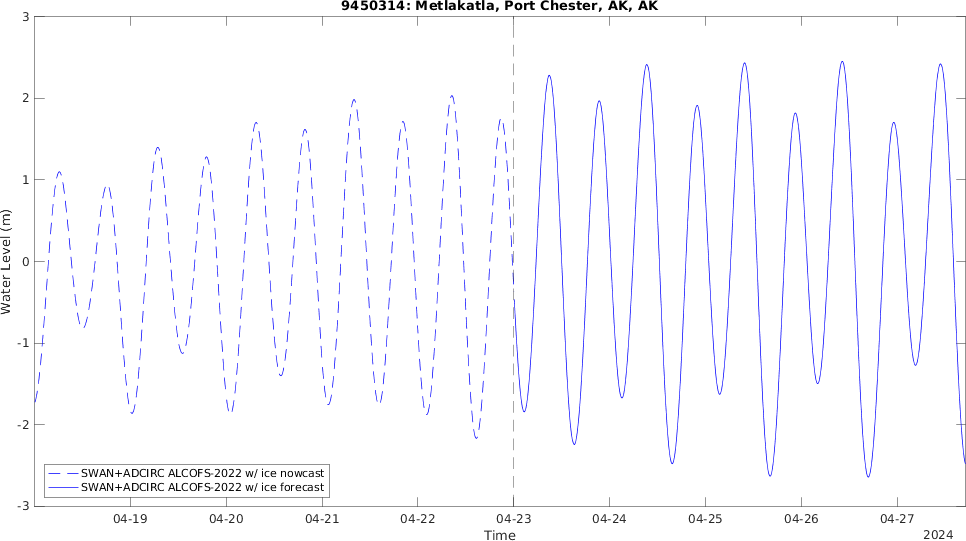 9450314: Metlakatla, Port Chester, AK, AK
Water Level (m)
3
2
1
0
-1
-2
-3
SWAN+ADCIRC ALCOFS-2022 w/ ice nowcast
SWAN+ADCIRC ALCOFS-2022 w/ ice forecast
04-19 04-20 04-21 04-22 04-23 04-24 04-25 04-26 04-27
Time
2024